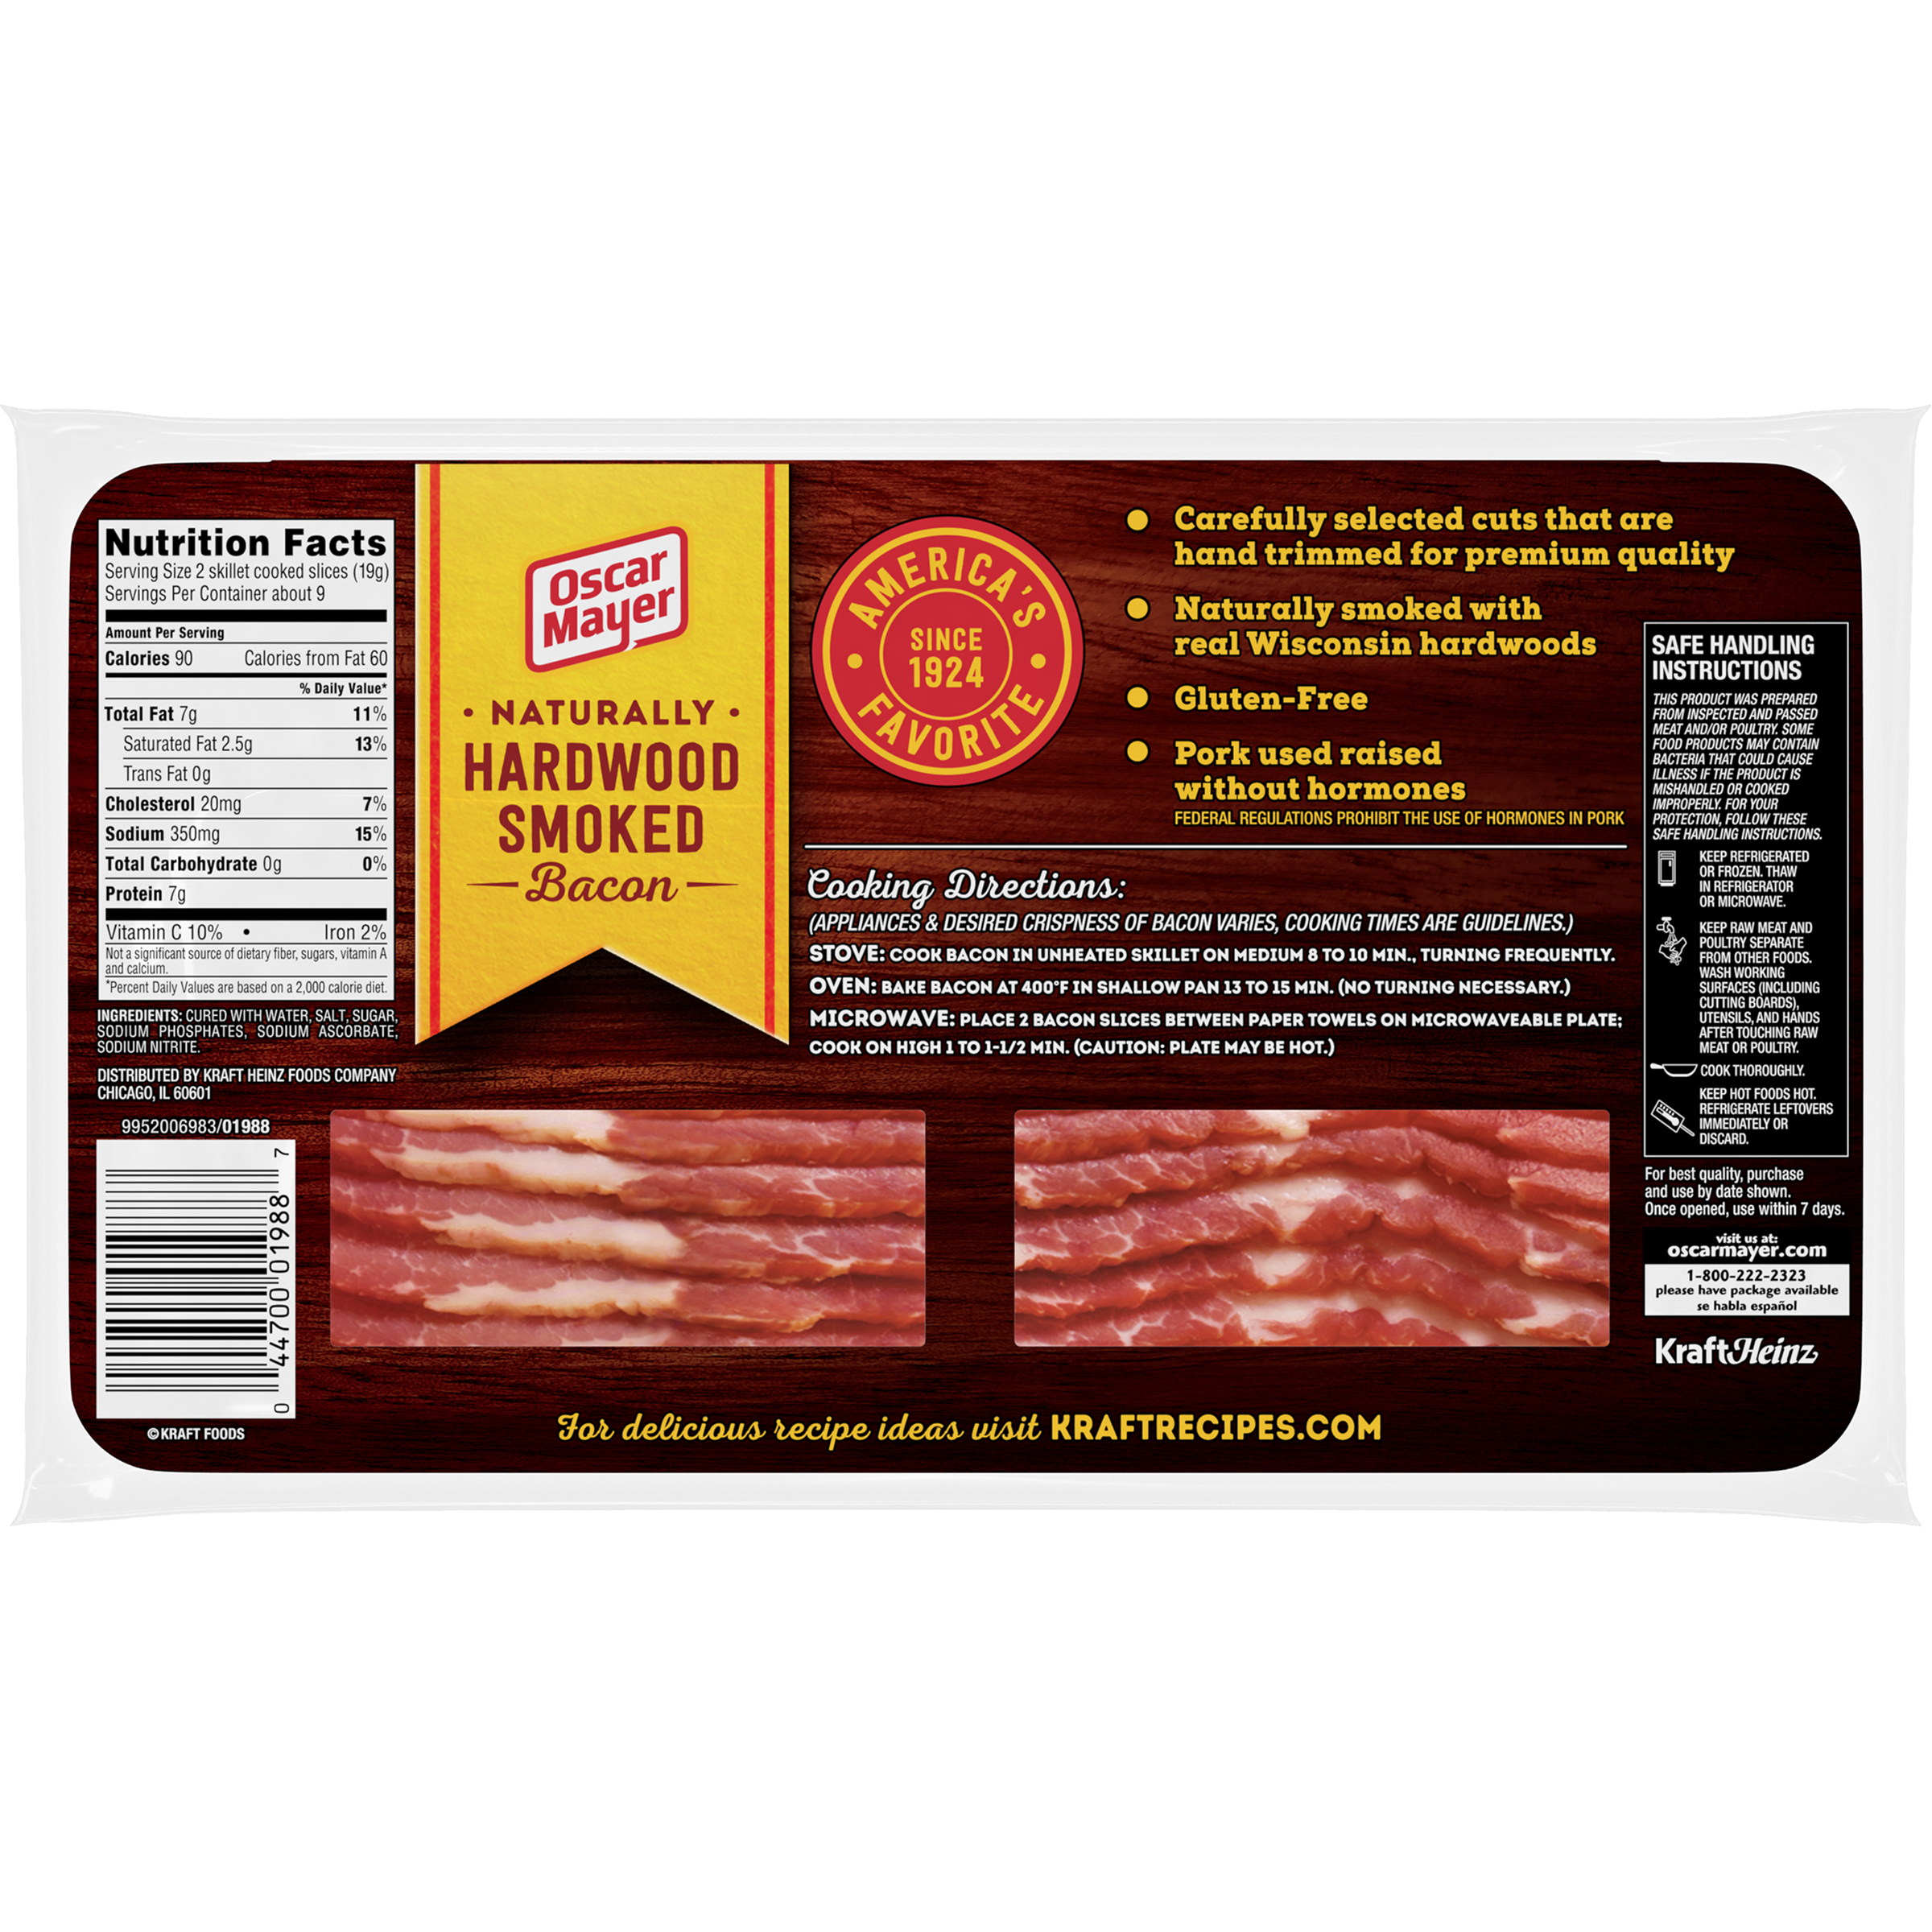 Nutrition Facts
Serving Size 2 skillet cooked slices (19g)
Servings Per Container about 9
Amount Per Serving
Calories 90 Calories from Fat 60
% Daily Value*
Total Fat 7g 11%
Saturated Fat 2.5g 13%
Trans Fat 0g
Cholesterol 20mg 7%
Sodium 350mg 15%
Total Carbohydrate 0g 0%
Protein 7g
Vitamin C 10% • Iron 2%
Not a significant source of dietary fiber, sugars, vitamin A
and calcium.
*Percent Daily Values are based on a 2,000 calorie diet.
INGREDIENTS: CURED WITH WATER, SALT, SUGAR,
SODIUM PHOSPHATES, SODIUM ASCORBATE,
SODIUM NITRITE.
DISTRIBUTED BY KRAFT HEINZ FOODS COMPANY
CHICAGO, IL 60601
9952006983/01988
0 44700 01988 7
©KRAFT FOODS
Oscar
Mayer
• NATURALLY •
HARDWOOD
SMOKED
Bacon
AMERICA'S
SINCE
1924
FAVORITE
Carefully selected cuts that are
hand trimmed for premium quality
Naturally smoked with
real Wisconsin hardwoods
Gluten-Free
Pork used raised
without hormones
FEDERAL REGULATIONS PROHIBIT THE USE OF HORMONES IN PORK
Cooking Directions:
(APPLIANCES & DESIRED CRISPNESS OF BACON VARIES, COOKING TIMES ARE GUIDELINES.)
STOVE: COOK BACON IN UNHEATED SKILLET ON MEDIUM 8 TO 10 MIN., TURNING FREQUENTLY.
OVEN: BAKE BACON AT 400°F IN SHALLOW PAN 13 TO 15 MIN. (NO TURNING NECESSARY.)
MICROWAVE: PLACE 2 BACON SLICES BETWEEN PAPER TOWELS ON MICROWAVEABLE PLATE;
COOK ON HIGH 1 TO 1-1/2 MIN. (CAUTION: PLATE MAY BE HOT.)
For delicious recipe ideas visit KRAFTRECIPES.COM
SAFE HANDLING
INSTRUCTIONS
THIS PRODUCT WAS PREPARED
FROM INSPECTED AND PASSED
MEAT AND/OR POULTRY. SOME
FOOD PRODUCTS MAY CONTAIN
BACTERIA THAT COULD CAUSE
ILLNESS IF THE PRODUCT IS
MISHANDLED OR COOKED
IMPROPERLY. FOR YOUR
PROTECTION, FOLLOW THESE
SAFE HANDLING INSTRUCTIONS.
KEEP REFRIGERATED
OR FROZEN. THAW
IN REFRIGERATOR
OR MICROWAVE.
KEEP RAW MEAT AND
POULTRY SEPARATE
FROM OTHER FOODS.
WASH WORKING
SURFACES (INCLUDING
CUTTING BOARDS),
UTENSILS, AND HANDS
AFTER TOUCHING RAW
MEAT OR POULTRY.
COOK THOROUGHLY.
KEEP HOT FOODS HOT.
REFRIGERATE LEFTOVERS
IMMEDIATELY OR
DISCARD.
For best quality, purchase
and use by date shown.
Once opened, use within 7 days.
visit us at:
oscarmayer.com
1-800-222-2323
please have package available
se habla español
KraftHeinz